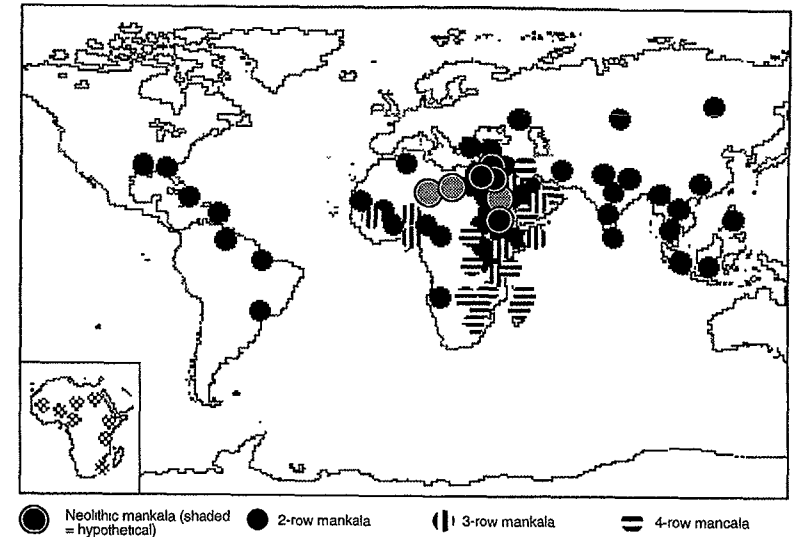 Neolithic mankala (shaded
= hypothetical)
2-row mankala
3-row mankala
4-row mancala